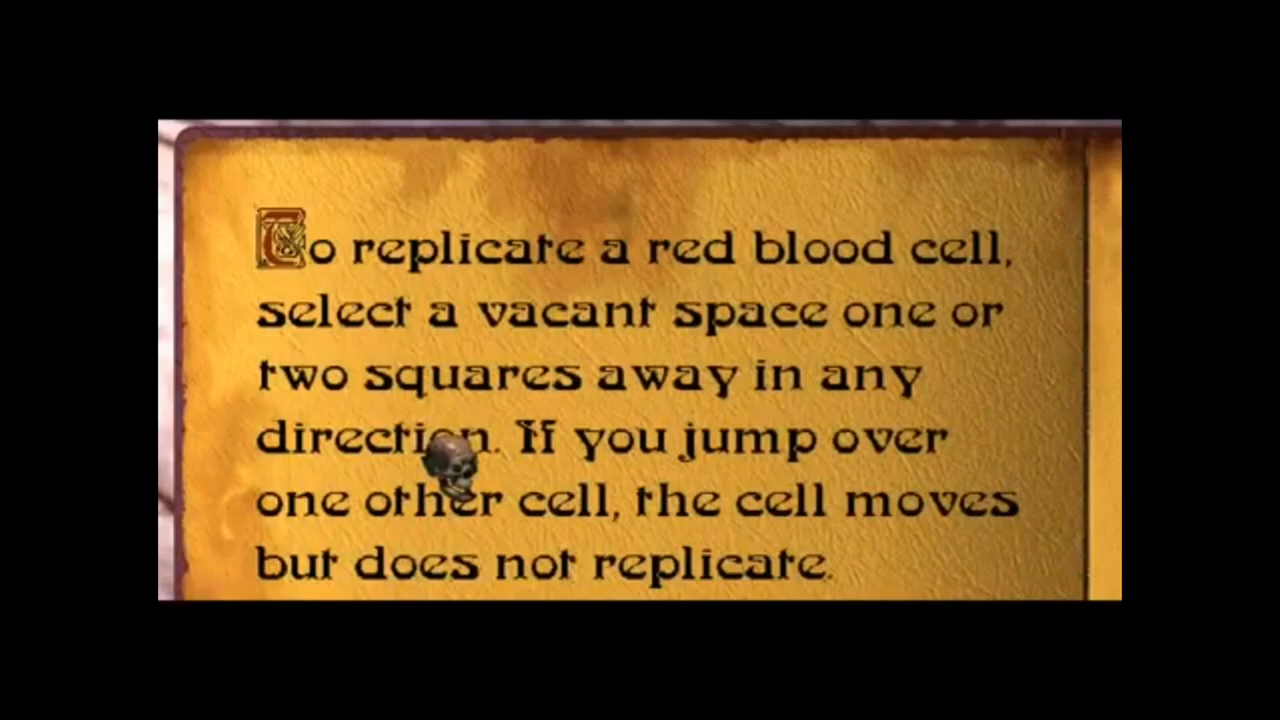 To replicate a red blood cell,
select a vacant space one or
two squares away in any
direction. If you jump over
one other cell, the cell moves
but does not replicate.